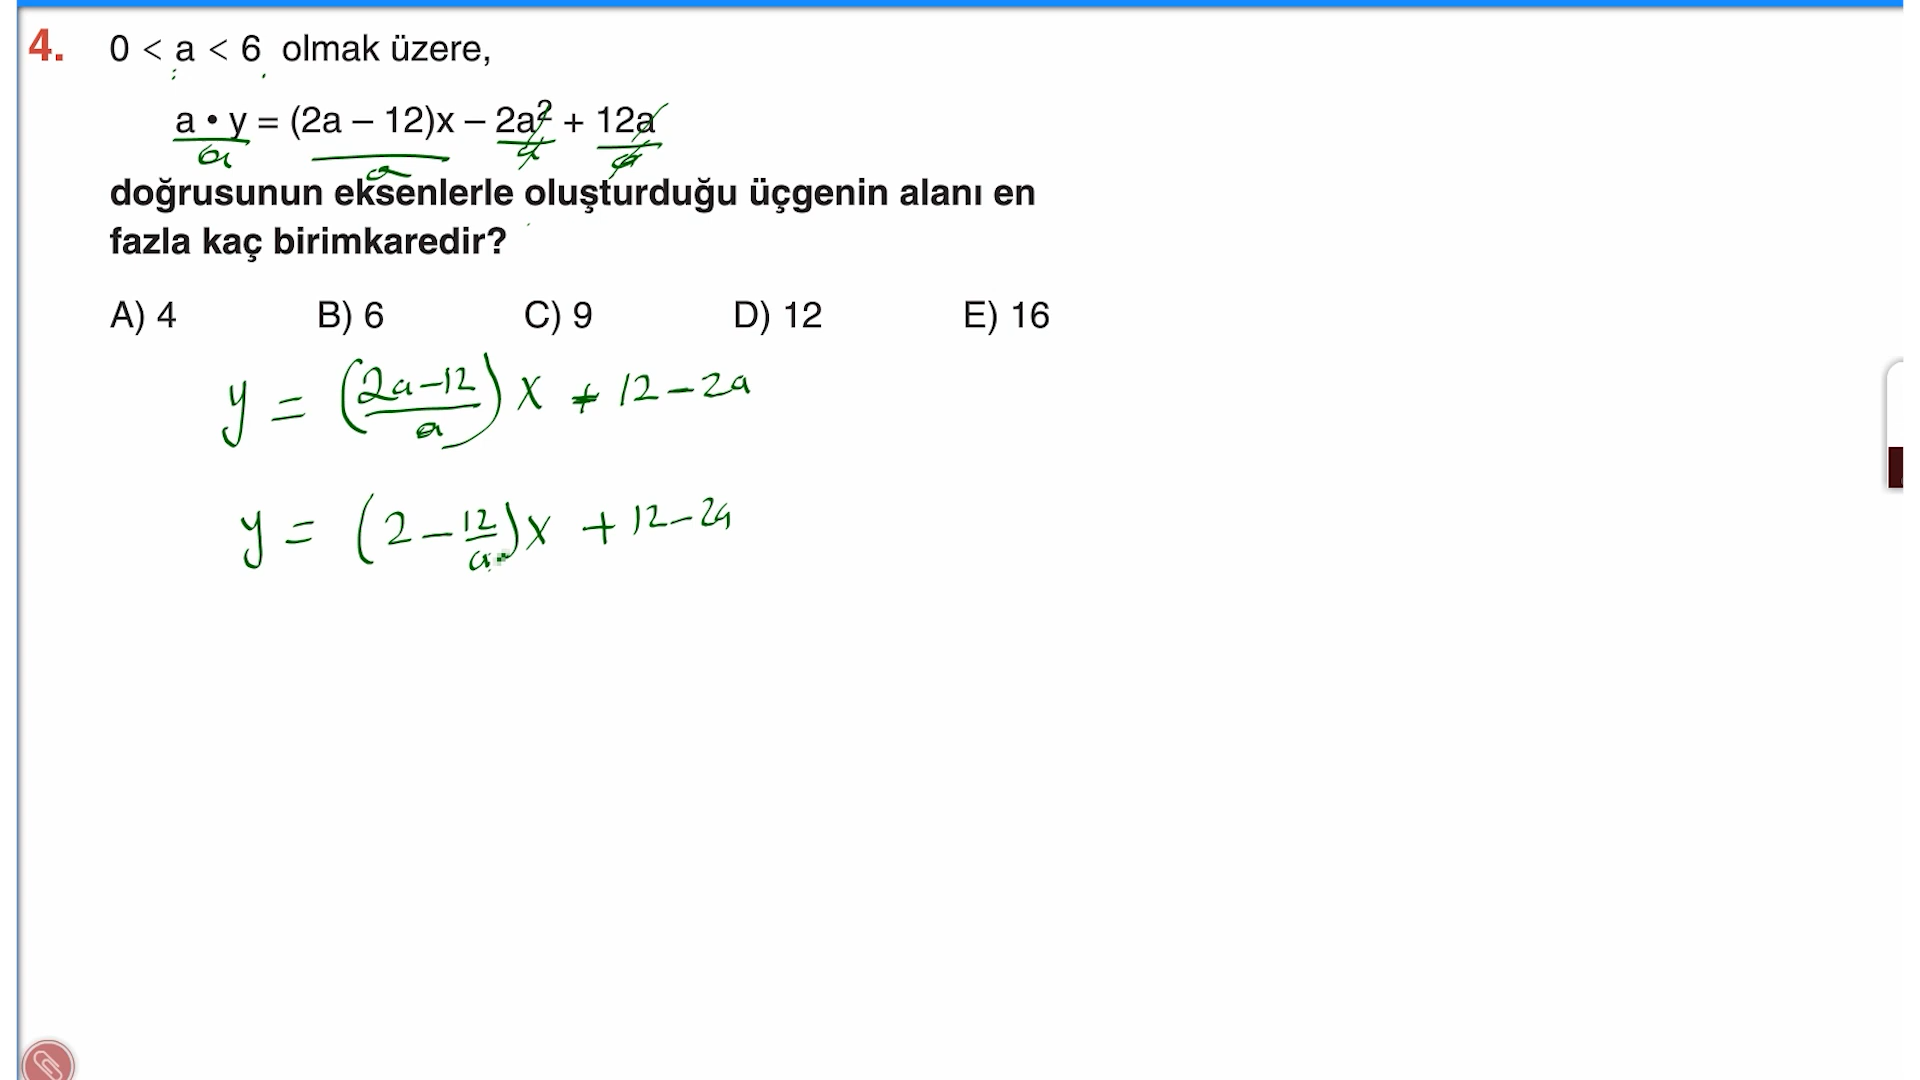 4. 0 < a < 6 olmak üzere,
a • y = (2a – 12)x – 2a² + 12a
a a a a
doğrusunun eksenlerle oluşturduğu üçgenin alanı en
fazla kaç birimkaredir?
A) 4 B) 6 C) 9 D) 12 E) 16
y = (2a-12/a) x + 12-2a
y = (2-12/a)x + 12-2a